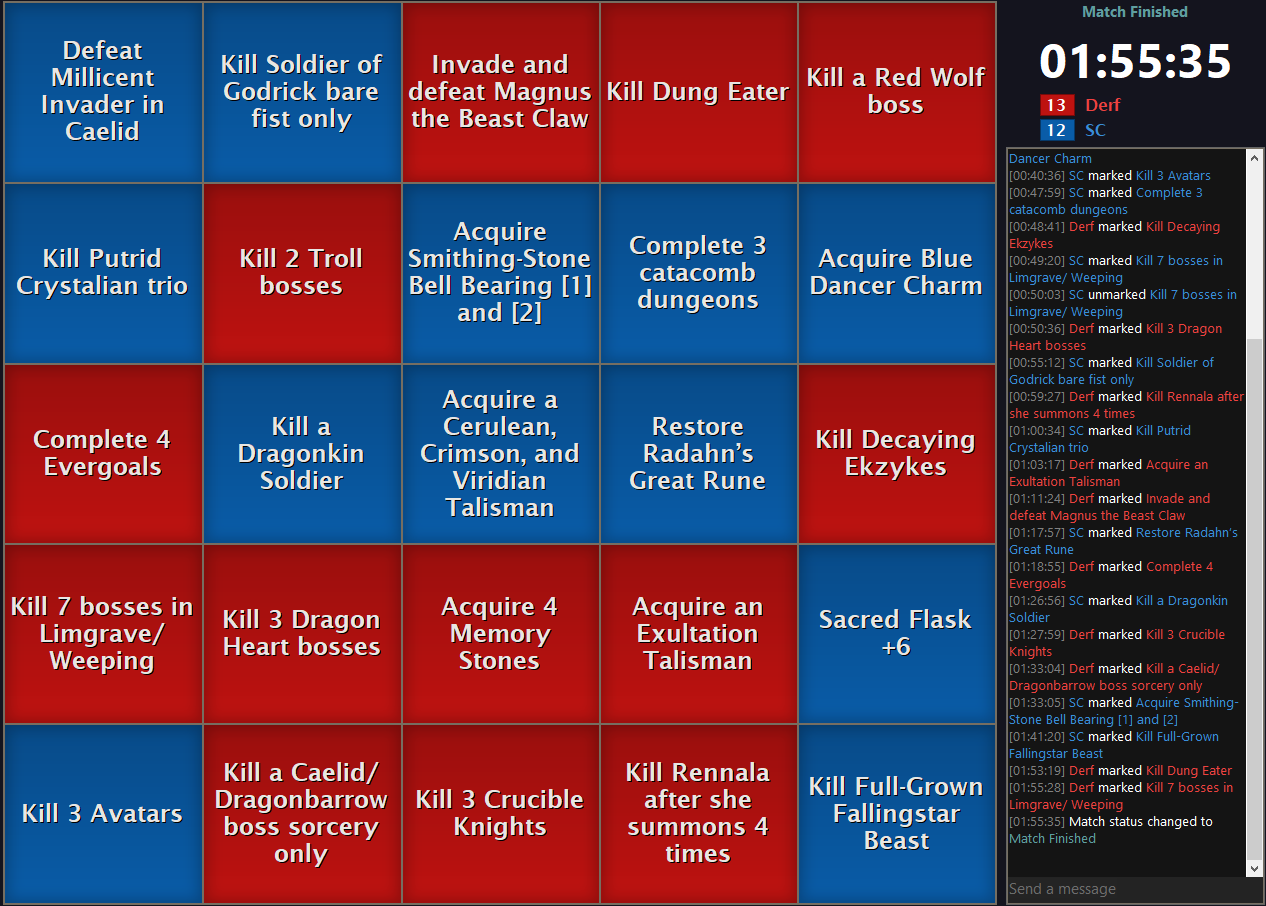 Defeat
Millicent
Invader in
Caelid
Kill Soldier of
Godrick bare
fist only
Invade and
defeat Magnus
the Beast Claw
Kill Dung Eater
Kill a Red Wolf
boss
Kill Putrid
Crystalian trio
Kill 2 Troll
bosses
Acquire
Smithing-Stone
Bell Bearing [1]
and [2]
Complete 3
catacomb
dungeons
Acquire Blue
Dancer Charm
Complete 4
Evergoals
Kill a
Dragonkin
Soldier
Acquire a
Cerulean,
Crimson, and
Viridian
Talisman
Restore
Radahn’s
Great Rune
Kill Decaying
Ekzykes
Kill 7 bosses in
Limgrave/
Weeping
Kill 3 Dragon
Heart bosses
Acquire 4
Memory
Stones
Acquire an
Exultation
Talisman
Sacred Flask
+6
Kill 3 Avatars
Kill a Caelid/
Dragonbarrow
boss sorcery
only
Kill 3 Crucible
Knights
Kill Rennala
after she
summons 4
times
Kill Full-Grown
Fallingstar
Beast
Match Finished
01:55:35
13 Derf
12 SC
Dancer Charm
[00:40:36] SC marked Kill 3 Avatars
[00:47:59] SC marked Complete 3
catacomb dungeons
[00:48:41] Derf marked Kill Decaying
Ekzykes
[00:49:20] SC marked Kill 7 bosses in
Limgrave/ Weeping
[00:50:03] SC unmarked Kill 7 bosses in
Limgrave/ Weeping
[00:50:36] Derf marked Kill 3 Dragon
Heart bosses
[00:55:12] SC marked Kill Soldier of
Godrick bare fist only
[00:59:27] Derf marked Kill Rennala after
she summons 4 times
[01:00:34] SC marked Kill Putrid
Crystalian trio
[01:03:17] Derf marked Acquire an
Exultation Talisman
[01:11:24] Derf marked Invade and
defeat Magnus the Beast Claw
[01:17:57] SC marked Restore Radahn’s
Great Rune
[01:18:55] Derf marked Complete 4
Evergoals
[01:26:56] SC marked Kill a Dragonkin
Soldier
[01:27:59] Derf marked Kill 3 Crucible
Knights
[01:33:04] Derf marked Kill a Caelid/
Dragonbarrow boss sorcery only
[01:33:05] SC marked Acquire Smithing-
Stone Bell Bearing [1] and [2]
[01:41:20] SC marked Kill Full-Grown
Fallingstar Beast
[01:53:19] Derf marked Kill Dung Eater
[01:55:28] Derf marked Kill 7 bosses in
Limgrave/ Weeping
[01:55:35] Match status changed to
Match Finished
Send a message